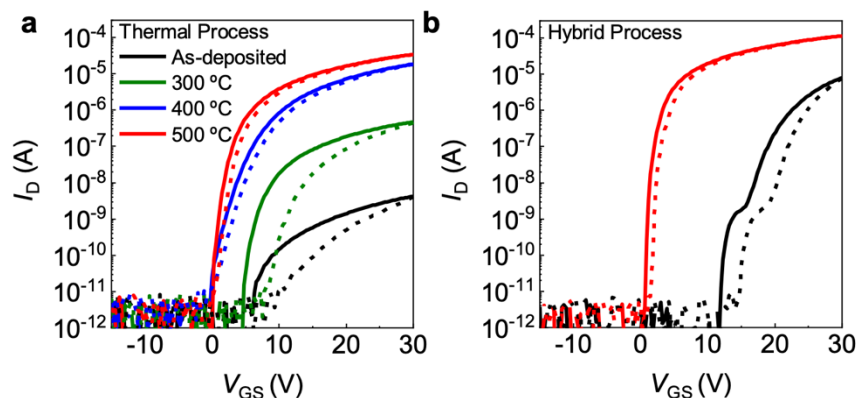 a
Thermal Process
As-deposited
300 ºC
400 ºC
500 ºC
10⁻⁴
10⁻⁵
10⁻⁶
10⁻⁷
10⁻⁸
10⁻⁹
10⁻¹⁰
10⁻¹¹
10⁻¹²
I_D (A)
-10 0 10 20 30
V_GS (V)
b
Hybrid Process
10⁻⁴
10⁻⁵
10⁻⁶
10⁻⁷
10⁻⁸
10⁻⁹
10⁻¹⁰
10⁻¹¹
10⁻¹²
I_D (A)
-10 0 10 20 30
V_GS (V)